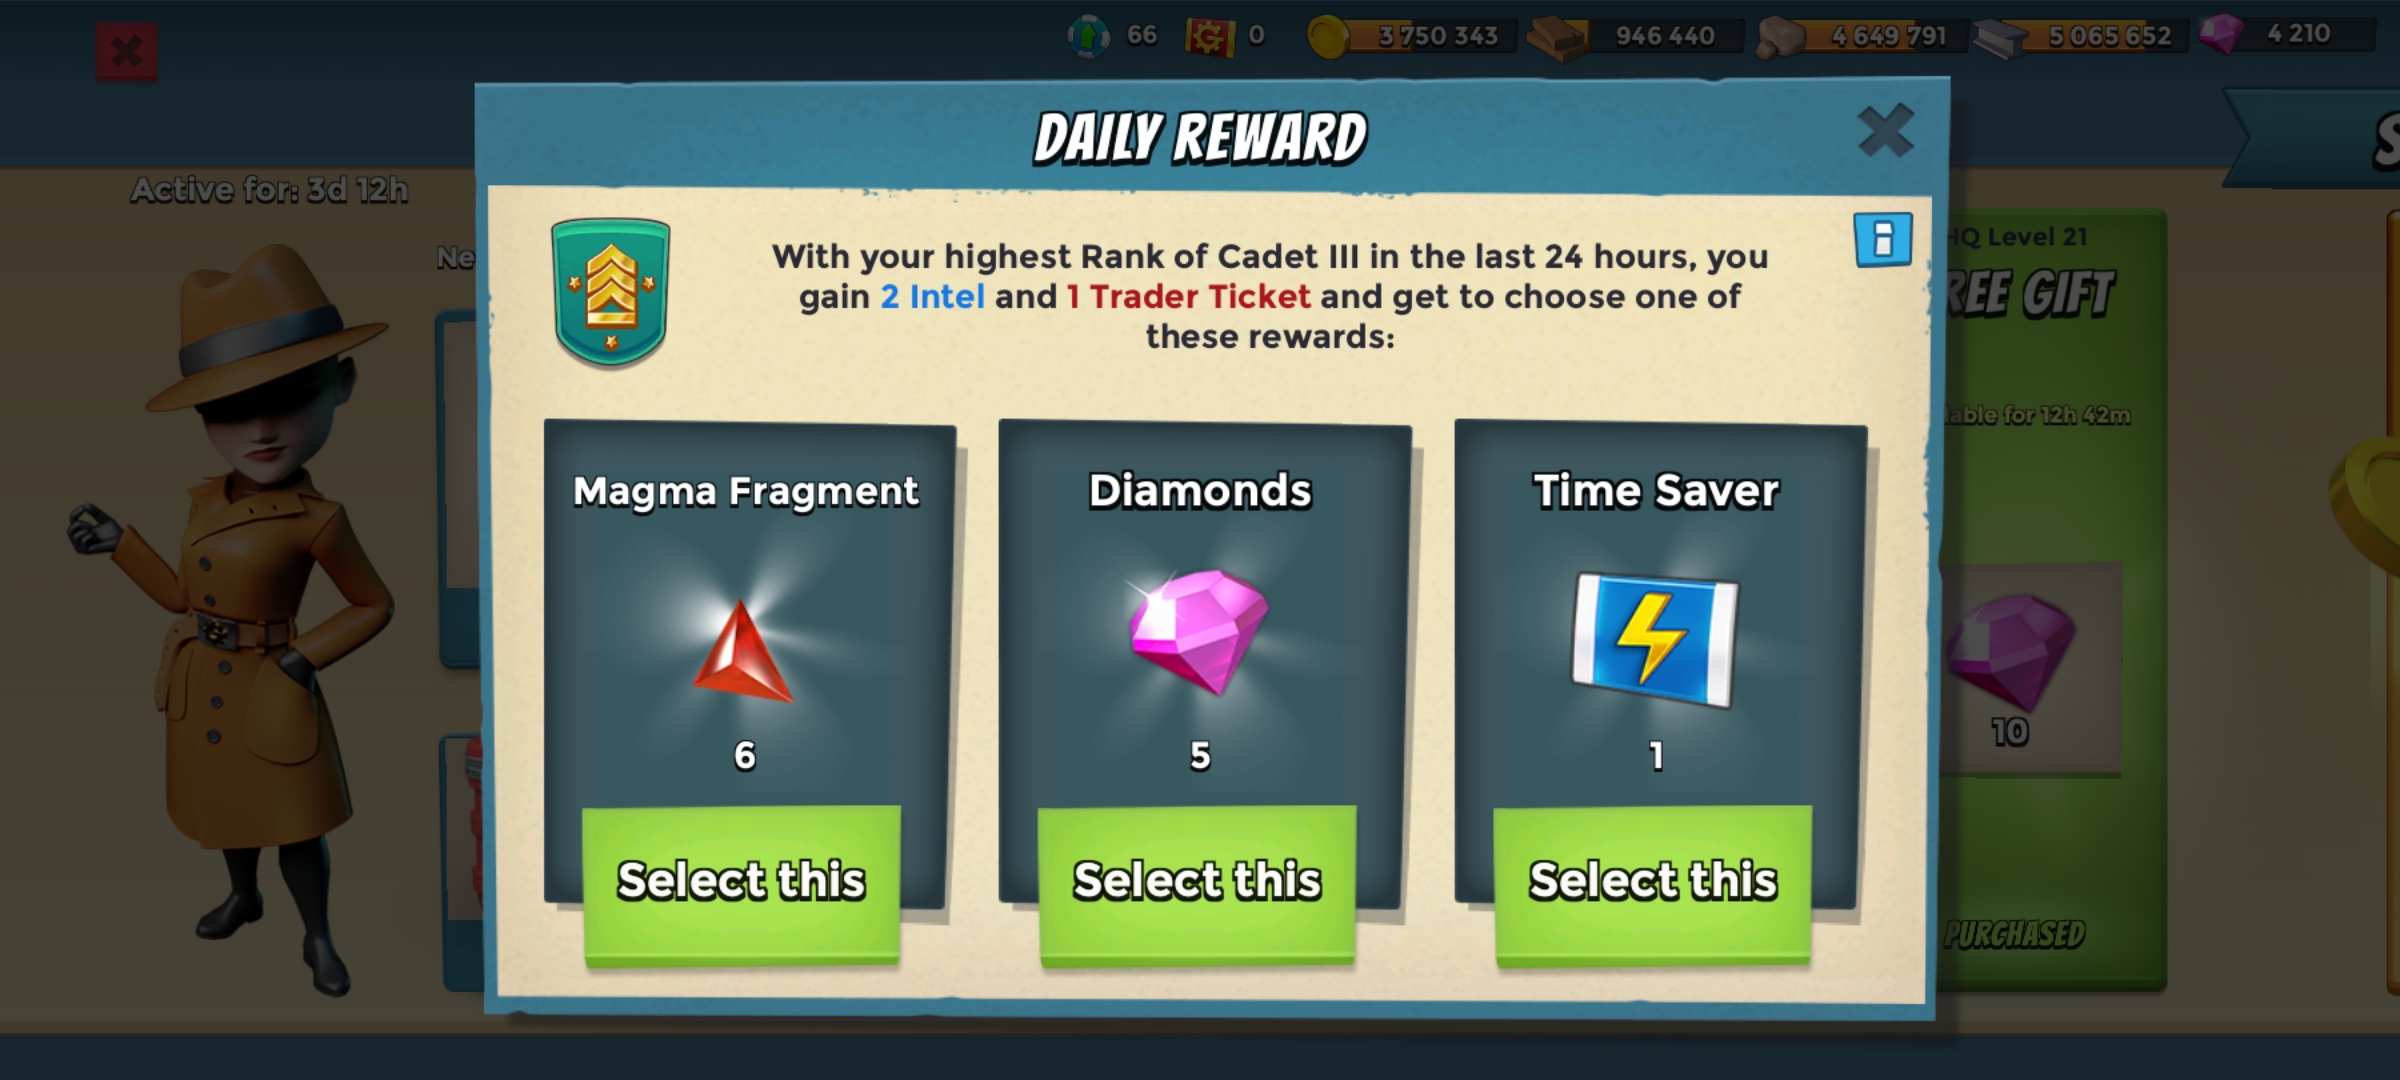 66
0
3 750 343
946 440
4 649 791
5 065 652
4 210
DAILY REWARD
Active for: 3d 12h
With your highest Rank of Cadet III in the last 24 hours, you
gain 2 Intel and 1 Trader Ticket and get to choose one of
these rewards:
HQ Level 21
REE GIFT
lable for 12h 42m
10
PURCHASED
Magma Fragment
6
Select this
Diamonds
5
Select this
Time Saver
1
Select this